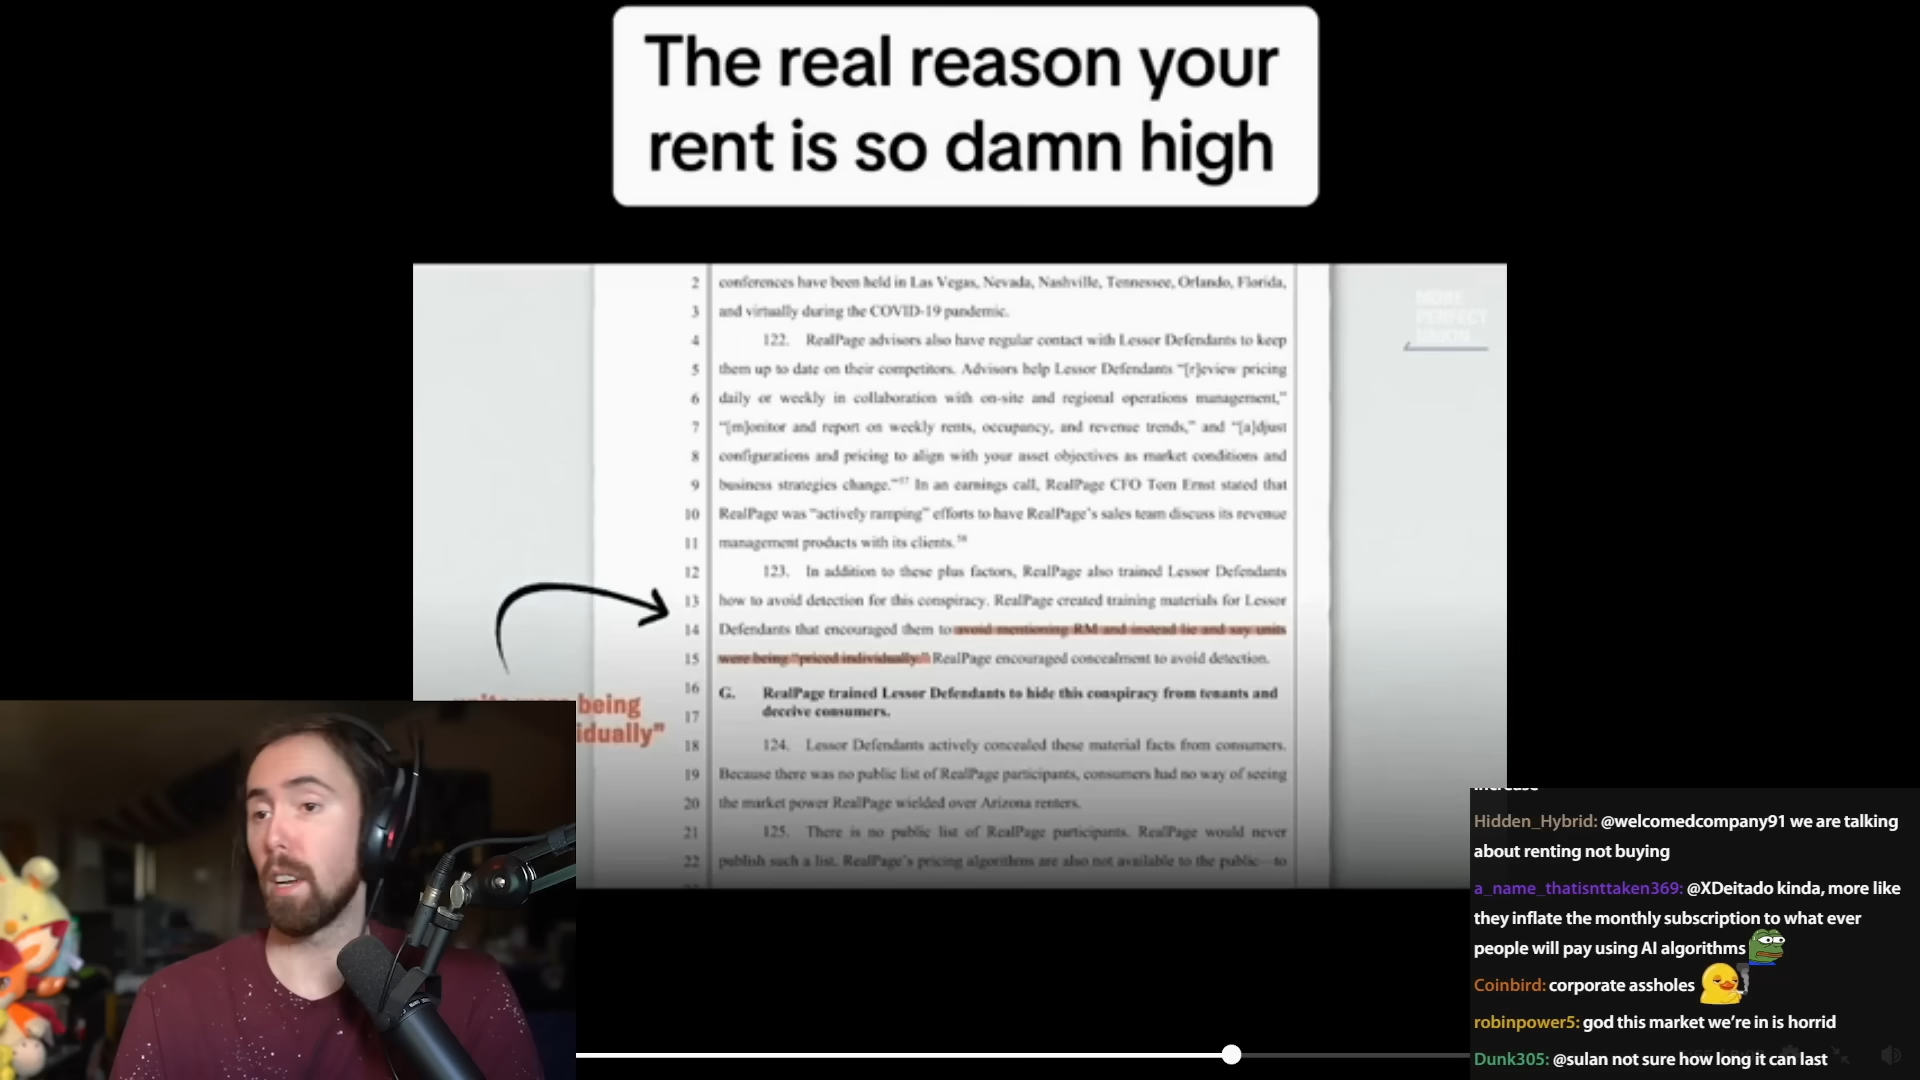 The real reason your
rent is so damn high
2 conferences have been held in Las Vegas, Nevada, Nashville, Tennessee, Orlando, Florida,
3 and virtually during the COVID-19 pandemic.
4 122. RealPage advisors also have regular contact with Lessor Defendants to keep
5 them up to date on their competitors. Advisors help Lessor Defendants “[r]eview pricing
6 daily or weekly in collaboration with on-site and regional operations management,”
7 “[m]onitor and report on weekly rents, occupancy, and revenue trends,” and “[a]djust
8 configurations and pricing to align with your asset objectives as market conditions and
9 business strategies change.”⁵⁷ In an earnings call, RealPage CFO Tom Ernst stated that
10 RealPage was “actively ramping” efforts to have RealPage’s sales team discuss its revenue
11 management products with its clients.⁵⁸
12 123. In addition to these plus factors, RealPage also trained Lessor Defendants
13 how to avoid detection for this conspiracy. RealPage created training materials for Lessor
14 Defendants that encouraged them to avoid mentioning RM and instead lie and say units
15 were being “priced individually.” RealPage encouraged concealment to avoid detection.
16 G. RealPage trained Lessor Defendants to hide this conspiracy from tenants and
17 deceive consumers.
18 124. Lessor Defendants actively concealed these material facts from consumers.
19 Because there was no public list of RealPage participants, consumers had no way of seeing
20 the market power RealPage wielded over Arizona renters.
21 125. There is no public list of RealPage participants. RealPage would never
22 publish such a list. RealPage’s pricing algorithms are also not available to the public—to
MORE
PERFECT
UNION
being
idually”
increase
Hidden_Hybrid: @welcomedcompany91 we are talking
about renting not buying
a_name_thatisnttaken369: @XDeitado kinda, more like
they inflate the monthly subscription to what ever
people will pay using AI algorithms
Coinbird: corporate assholes
robinpower5: god this market we’re in is horrid
Dunk305: @sulan not sure how long it can last